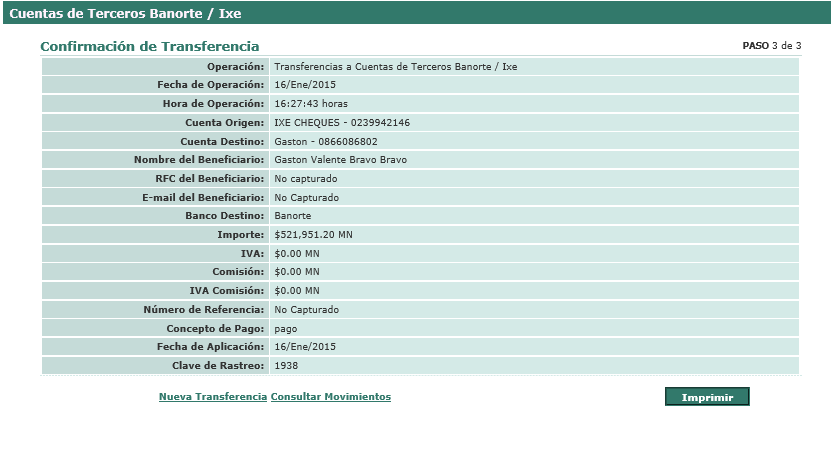 Cuentas de Terceros Banorte / Ixe
Confirmación de Transferencia PASO 3 de 3
Operación: Transferencias a Cuentas de Terceros Banorte / Ixe
Fecha de Operación: 16/Ene/2015
Hora de Operación: 16:27:43 horas
Cuenta Origen: IXE CHEQUES - 0239942146
Cuenta Destino: Gaston - 0866086802
Nombre del Beneficiario: Gaston Valente Bravo Bravo
RFC del Beneficiario: No capturado
E-mail del Beneficiario: No Capturado
Banco Destino: Banorte
Importe: $521,951.20 MN
IVA: $0.00 MN
Comisión: $0.00 MN
IVA Comisión: $0.00 MN
Número de Referencia: No Capturado
Concepto de Pago: pago
Fecha de Aplicación: 16/Ene/2015
Clave de Rastreo: 1938
Nueva Transferencia Consultar Movimientos Imprimir